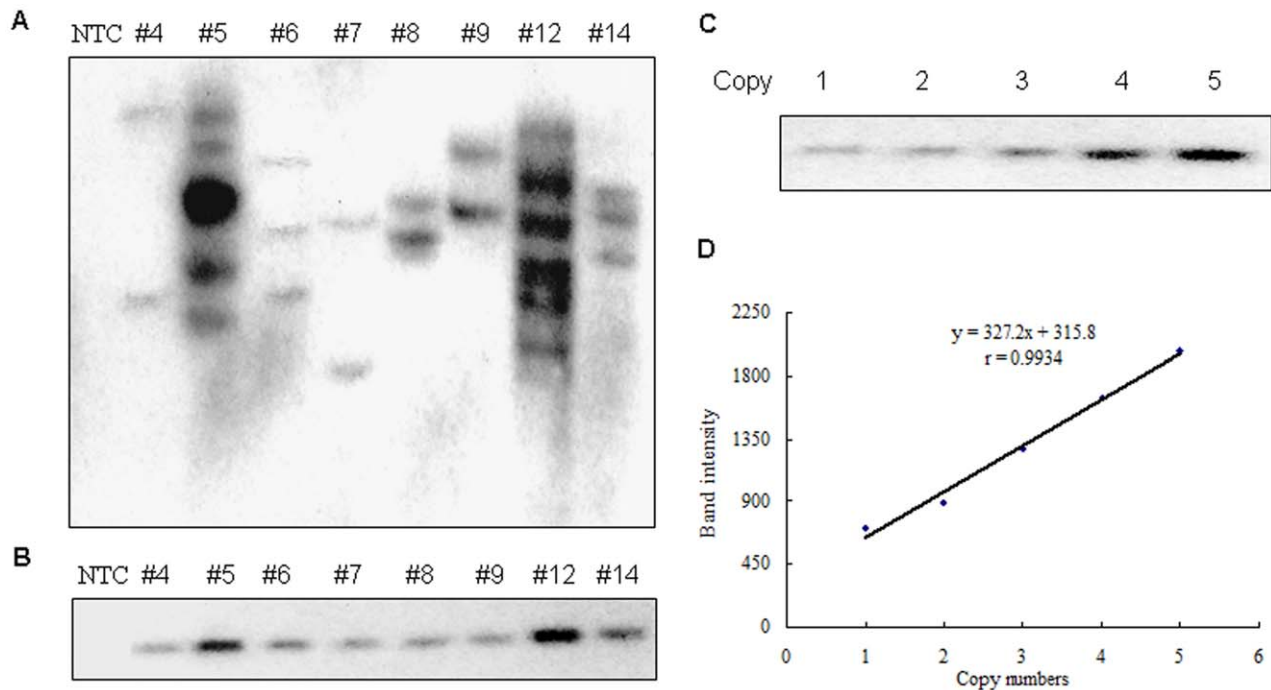 A
NTC #4 #5 #6 #7 #8 #9 #12 #14
B
NTC #4 #5 #6 #7 #8 #9 #12 #14
C
Copy 1 2 3 4 5
D
2250
1800
1350
900
450
0
Band intensity
y = 327.2x + 315.8
r = 0.9934
0 1 2 3 4 5 6
Copy numbers